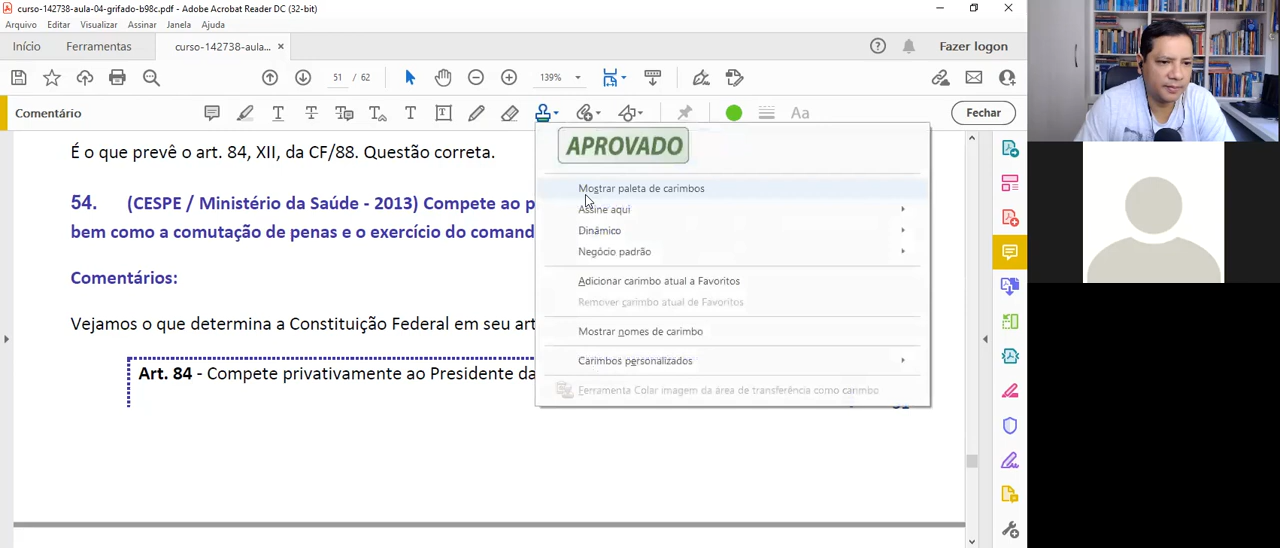 curso-142738-aula-04-grifado-b98c.pdf - Adobe Acrobat Reader DC (32-bit)
Arquivo Editar Visualizar Assinar Janela Ajuda
Início Ferramentas curso-142738-aula... × Fazer logon
51 / 62 139%
Comentário Aa Fechar
É o que prevê o art. 84, XII, da CF/88. Questão correta.
54. (CESPE / Ministério da Saúde - 2013) Compete ao p
bem como a comutação de penas e o exercício do comand
Comentários:
Vejamos o que determina a Constituição Federal em seu art
Art. 84 - Compete privativamente ao Presidente da
APROVADO
Mostrar paleta de carimbos
Assine aqui
Dinâmico
Negócio padrão
Adicionar carimbo atual a Favoritos
Remover carimbo atual de Favoritos
Mostrar nomes de carimbo
Carimbos personalizados
Ferramenta Colar imagem da área de transferência como carimbo